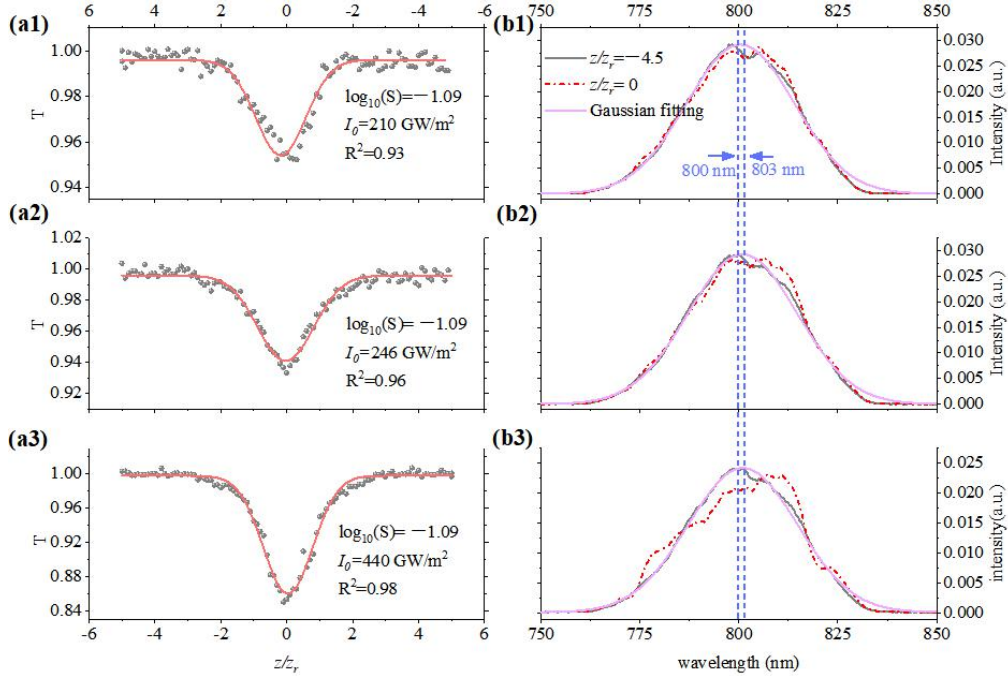 (a1)
6 4 2 0 -2 -4 -6
1.00
0.98
0.96
0.94
T
log10(S)=－1.09
I0=210 GW/m2
R2=0.93
(b1)
750 775 800 825 850
z/zr=－4.5
z/zr= 0
Gaussian fitting
800 nm
803 nm
0.030
0.025
0.020
0.015
0.010
0.005
0.000
Intensity (a.u.)
(a2)
1.02
1.00
0.98
0.96
0.94
0.92
T
log10(S)= －1.09
I0=246 GW/m2
R2=0.96
(b2)
0.030
0.025
0.020
0.015
0.010
0.005
0.000
Intensity (a.u.)
(a3)
1.00
0.96
0.92
0.88
0.84
T
log10(S)= －1.09
I0=440 GW/m2
R2=0.98
6 4 2 0 -2 -4 -6
z/zr
(b3)
0.025
0.020
0.015
0.010
0.005
0.000
intensity(a.u.)
750 775 800 825 850
wavelength (nm)